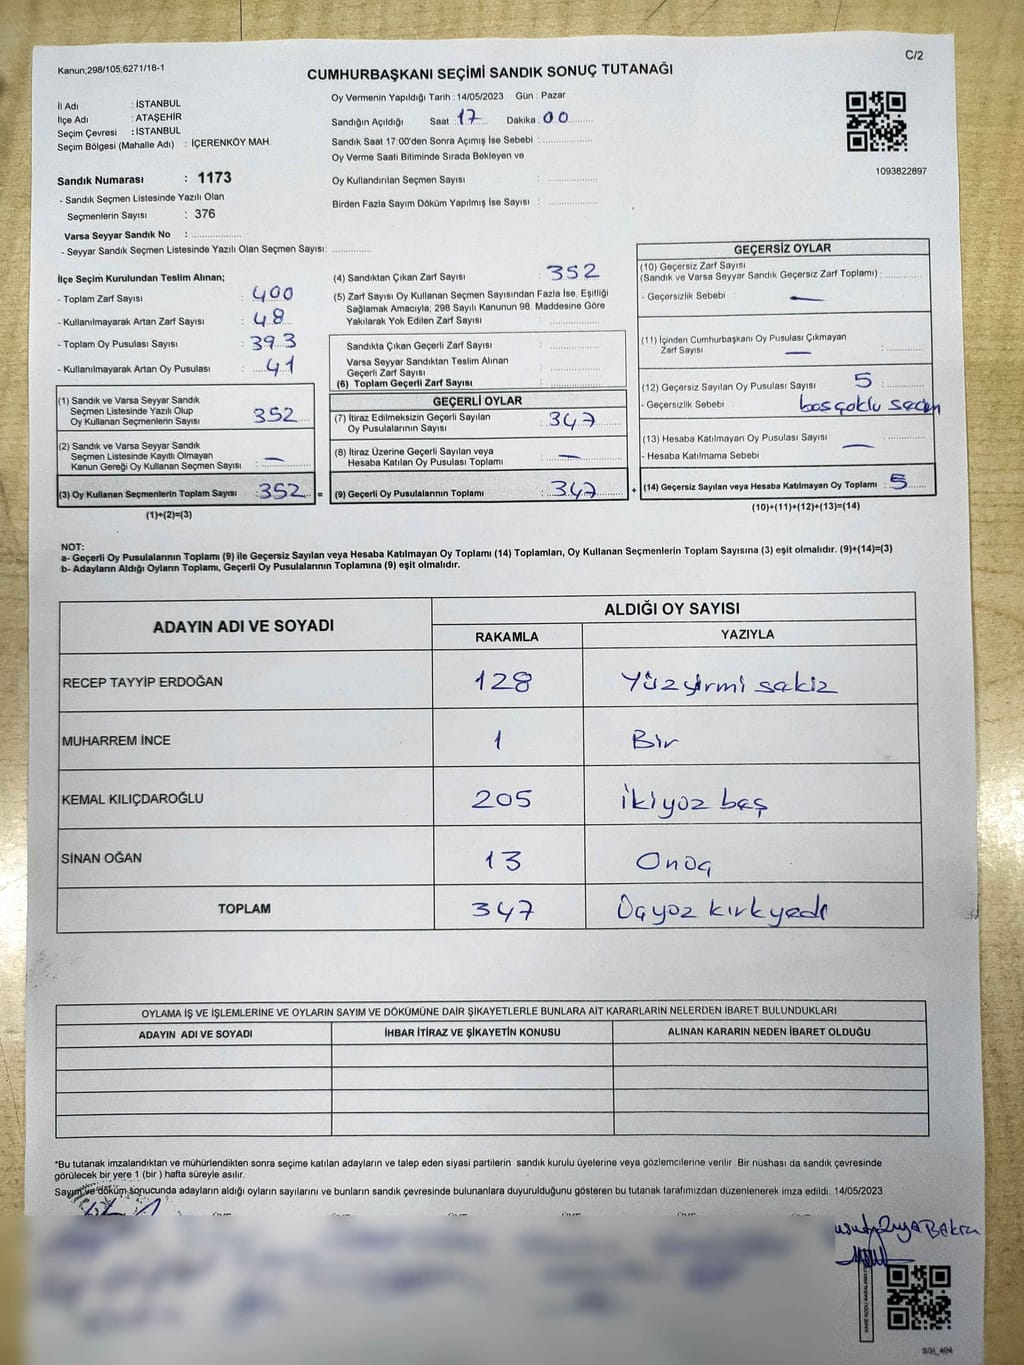 Kanun;298/105;6271/18-1
C/2
CUMHURBAŞKANI SEÇİMİ SANDIK SONUÇ TUTANAĞI
İl Adı : İSTANBUL
İlçe Adı : ATAŞEHİR
Seçim Çevresi : İSTANBUL
Seçim Bölgesi (Mahalle Adı) : İÇERENKÖY MAH.
Sandık Numarası : 1173
- Sandık Seçmen Listesinde Yazılı Olan
Seçmenlerin Sayısı : 376
Varsa Seyyar Sandık No :
- Seyyar Sandık Seçmen Listesinde Yazılı Olan Seçmen Sayısı:
Oy Vermenin Yapıldığı Tarih :14/05/2023 Gün : Pazar
Sandığın Açıldığı Saat :17 Dakika :00
Sandık Saat 17:00'den Sonra Açımış İse Sebebi :
Oy Verme Saati Bitiminde Sırada Bekleyen ve
Oy Kullandırılan Seçmen Sayısı :
Birden Fazla Sayım Döküm Yapılmış İse Sayısı :
1093822897
İlçe Seçim Kurulundan Teslim Alınan;
- Toplam Zarf Sayısı : 400
- Kullanılmayarak Artan Zarf Sayısı : 48
- Toplam Oy Pusulası Sayısı : 393
- Kullanılmayarak Artan Oy Pusulası : 41
(1) Sandık ve Varsa Seyyar Sandık
Seçmen Listesinde Yazılı Olup
Oy Kullanan Seçmenlerin Sayısı : 352
(2) Sandık ve Varsa Seyyar Sandık
Seçmen Listesinde Kayıtlı Olmayan
Kanun Gereği Oy Kullanan Seçmen Sayısı : —
(3) Oy Kullanan Seçmenlerin Toplam Sayısı : 352 =
(1)+(2)=(3)
(4) Sandıktan Çıkan Zarf Sayısı : 352
(5) Zarf Sayısı Oy Kullanan Seçmen Sayısından Fazla İse, Eşitliği
Sağlamak Amacıyla; 298 Sayılı Kanunun 98. Maddesine Göre
Yakılarak Yok Edilen Zarf Sayısı :
Sandıkta Çıkan Geçerli Zarf Sayısı :
Varsa Seyyar Sandıktan Teslim Alınan
Geçerli Zarf Sayısı :
(6) Toplam Geçerli Zarf Sayısı :
GEÇERLİ OYLAR
(7) İtiraz Edilmeksizin Geçerli Sayılan
Oy Pusulalarının Sayısı : 347
(8) İtiraz Üzerine Geçerli Sayılan veya
Hesaba Katılan Oy Pusulası Toplamı : —
(9) Geçerli Oy Pusulalarının Toplamı : 347 +
GEÇERSİZ OYLAR
(10) Geçersiz Zarf Sayısı
(Sandık ve Varsa Seyyar Sandık Geçersiz Zarf Toplamı) :
- Geçersizlik Sebebi : —
(11) İçinden Cumhurbaşkanı Oy Pusulası Çıkmayan
Zarf Sayısı — :
(12) Geçersiz Sayılan Oy Pusulası Sayısı 5 :
- Geçersizlik Sebebi :
(13) Hesaba Katılmayan Oy Pusulası Sayısı — :
- Hesaba Katılmama Sebebi
(14) Geçersiz Sayılan veya Hesaba Katılmayan Oy Toplamı : 5
(10)+(11)+(12)+(13)=(14)
NOT:
a- Geçerli Oy Pusulalarının Toplamı (9) ile Geçersiz Sayılan veya Hesaba Katılmayan Oy Toplamı (14) Toplamları, Oy Kullanan Seçmenlerin Toplam Sayısına (3) eşit olmalıdır. (9)+(14)=(3)
b- Adayların Aldığı Oyların Toplamı, Geçerli Oy Pusulalarının Toplamına (9) eşit olmalıdır.
ADAYIN ADI VE SOYADI
ALDIĞI OY SAYISI
RAKAMLA YAZIYLA
RECEP TAYYİP ERDOĞAN 128 Yüzyirmi sekiz
MUHARREM İNCE 1 Bir
KEMAL KILIÇDAROĞLU 205 İkiyüz beş
SİNAN OĞAN 13 Onüç
TOPLAM 347 Üçyüz kırkyedi
OYLAMA İŞ VE İŞLEMLERİNE VE OYLARIN SAYIM VE DÖKÜMÜNE DAİR ŞİKAYETLERLE BUNLARA AİT KARARLARIN NELERDEN İBARET BULUNDUKLARI
ADAYIN ADI VE SOYADI İHBAR İTİRAZ VE ŞİKAYETİN KONUSU ALINAN KARARIN NEDEN İBARET OLDUĞU
*Bu tutanak imzalandıktan ve mühürlendikten sonra seçime katılan adayların ve talep eden siyasi partilerin sandık kurulu üyelerine veya gözlemcilerine verilir .Bir nüshası da sandık çevresinde
görülecek bir yere 1 (bir ) hafta süreyle asılır.
Sayım ve döküm sonucunda adayların aldığı oyların sayılarını ve bunların sandık çevresinde bulunanlara duyurulduğunu gösteren bu tutanak tarafımızdan düzenlenerek imza edildi. 14/05/2023